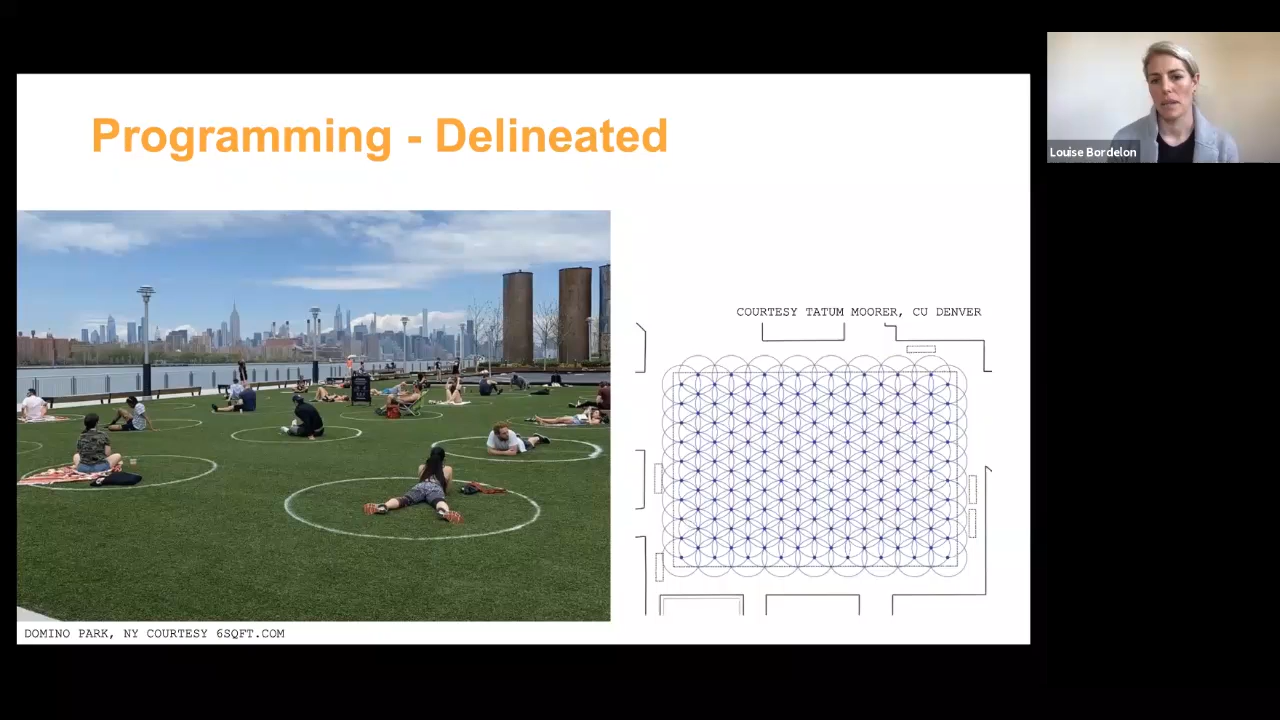 Programming - Delineated
Louise Bordelon
COURTESY TATUM MOORER, CU DENVER
DOMINO PARK, NY COURTESY 6SQFT.COM